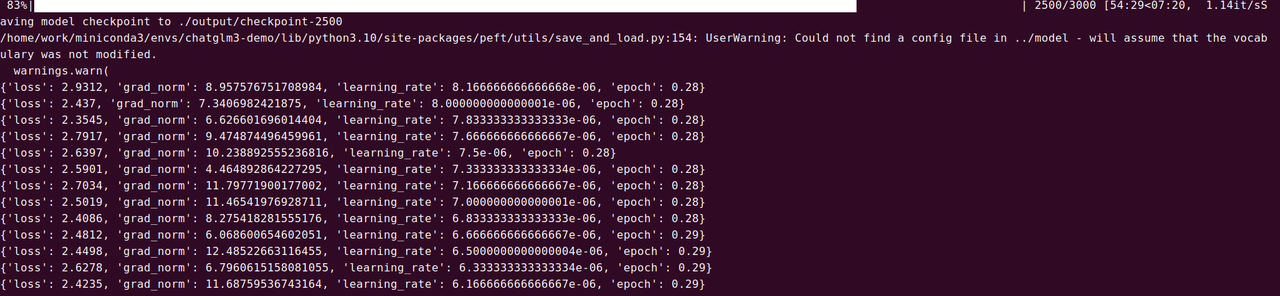 83%| | 2500/3000 [54:29<07:20, 1.14it/sS
aving model checkpoint to ./output/checkpoint-2500
/home/work/miniconda3/envs/chatglm3-demo/lib/python3.10/site-packages/peft/utils/save_and_load.py:154: UserWarning: Could not find a config file in ../model - will assume that the vocab
ulary was not modified.
warnings.warn(
{'loss': 2.9312, 'grad_norm': 8.957576751708984, 'learning_rate': 8.166666666666668e-06, 'epoch': 0.28}
{'loss': 2.437, 'grad_norm': 7.3406982421875, 'learning_rate': 8.000000000000001e-06, 'epoch': 0.28}
{'loss': 2.3545, 'grad_norm': 6.626601696014404, 'learning_rate': 7.833333333333333e-06, 'epoch': 0.28}
{'loss': 2.7917, 'grad_norm': 9.474874496459961, 'learning_rate': 7.666666666666667e-06, 'epoch': 0.28}
{'loss': 2.6397, 'grad_norm': 10.238892555236816, 'learning_rate': 7.5e-06, 'epoch': 0.28}
{'loss': 2.5901, 'grad_norm': 4.464892864227295, 'learning_rate': 7.333333333333334e-06, 'epoch': 0.28}
{'loss': 2.7034, 'grad_norm': 11.79771900177002, 'learning_rate': 7.166666666666667e-06, 'epoch': 0.28}
{'loss': 2.5019, 'grad_norm': 11.46541976928711, 'learning_rate': 7.000000000000001e-06, 'epoch': 0.28}
{'loss': 2.4086, 'grad_norm': 8.275418281555176, 'learning_rate': 6.833333333333333e-06, 'epoch': 0.28}
{'loss': 2.4812, 'grad_norm': 6.068600654602051, 'learning_rate': 6.666666666666667e-06, 'epoch': 0.29}
{'loss': 2.4498, 'grad_norm': 12.48522663116455, 'learning_rate': 6.5000000000000004e-06, 'epoch': 0.29}
{'loss': 2.6278, 'grad_norm': 6.7960615158081055, 'learning_rate': 6.333333333333334e-06, 'epoch': 0.29}
{'loss': 2.4235, 'grad_norm': 11.68759536743164, 'learning_rate': 6.166666666666667e-06, 'epoch': 0.29}